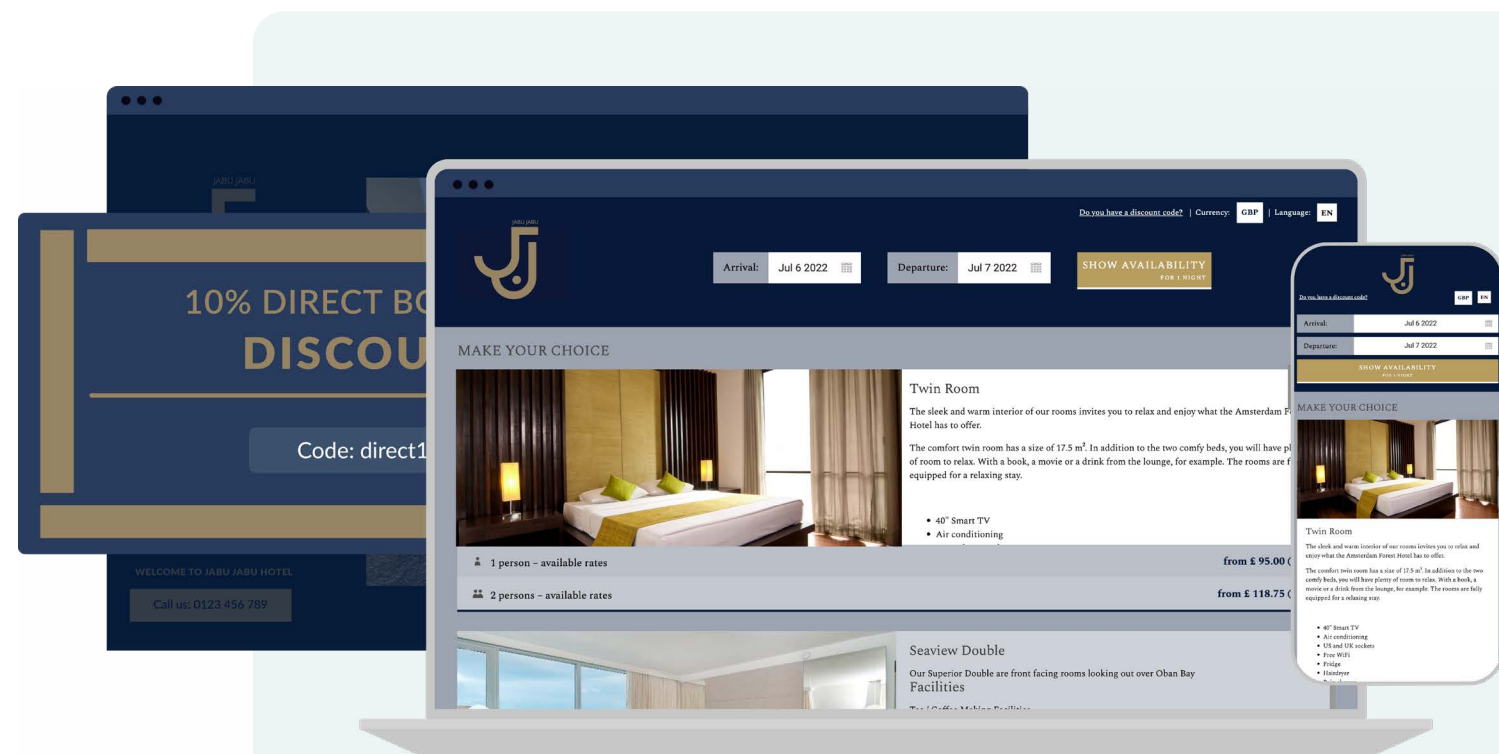 JABU JABU
10% DIRECT BO
DISCOU
Code: direct1
WELCOME TO JABU JABU HOTEL
Call us: 0123 456 789
JABU JABU
Do you have a discount code? | Currency: GBP | Language: EN
Arrival: Jul 6 2022
Departure: Jul 7 2022
SHOW AVAILABILITY
FOR 1 NIGHT
MAKE YOUR CHOICE
Twin Room
The sleek and warm interior of our rooms invites you to relax and enjoy what the Amsterdam F
Hotel has to offer.
The comfort twin room has a size of 17.5 m². In addition to the two comfy beds, you will have pl
of room to relax. With a book, a movie or a drink from the lounge, for example. The rooms are f
equipped for a relaxing stay.
• 40" Smart TV
• Air conditioning
1 person – available rates
from £ 95.00 (
2 persons – available rates
from £ 118.75 (
Seaview Double
Our Superior Double are front facing rooms looking out over Oban Bay
Facilities
Tea / Coffee Making Facilities
Do you have a discount code? GBP EN
Arrival: Jul 6 2022
Departure: Jul 7 2022
SHOW AVAILABILITY
FOR 1 NIGHT
MAKE YOUR CHOICE
Twin Room
The sleek and warm interior of our rooms invites you to relax and
enjoy what the Amsterdam Forest Hotel has to offer.
The comfort twin room has a size of 17.5 m². In addition to the two
comfy beds, you will have plenty of room to relax. With a book, a
movie or a drink from the lounge, for example. The rooms are fully
equipped for a relaxing stay.
• 40" Smart TV
• Air conditioning
• US and UK sockets
• Free WiFi
• Fridge
• Hairdryer